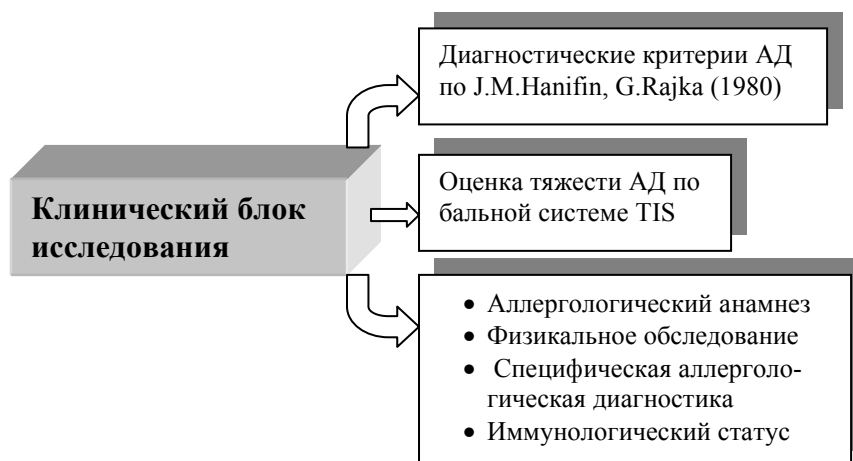 Диагностические критерии АД
по J.M.Hanifin, G.Rajka (1980)
Клинический блок
исследования
Оценка тяжести АД по
бальной системе TIS
• Аллергологический анамнез
• Физикальное обследование
• Специфическая аллерголо-
гическая диагностика
• Иммунологический статус